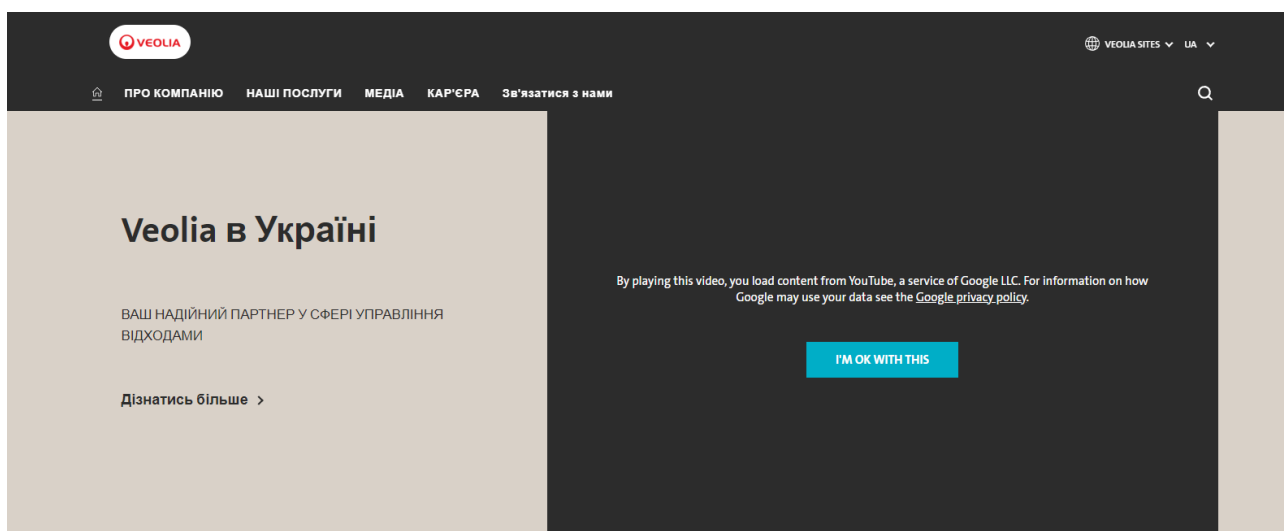 VEOLIA
VEOLIA SITES UA
ПРО КОМПАНІЮ НАШІ ПОСЛУГИ МЕДІА КАР'ЄРА Зв'язатися з нами
Veolia в Україні
ВАШ НАДІЙНИЙ ПАРТНЕР У СФЕРІ УПРАВЛІННЯ
ВІДХОДАМИ
Дізнатись більше
By playing this video, you load content from YouTube, a service of Google LLC. For information on how
Google may use your data see the Google privacy policy.
I'M OK WITH THIS